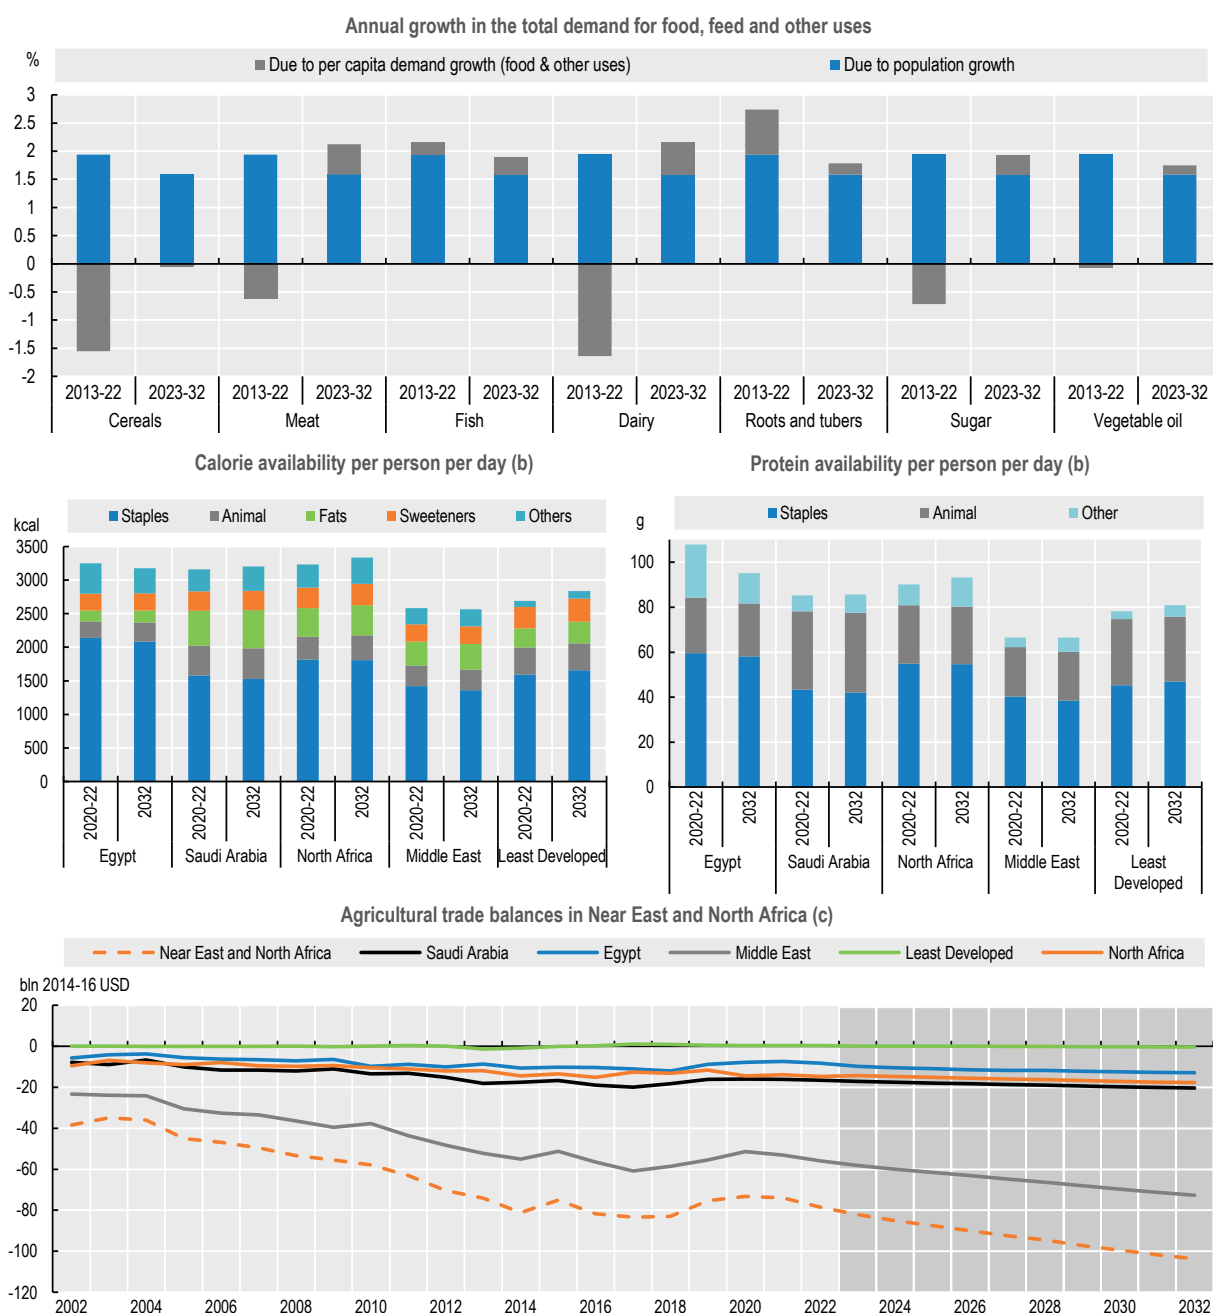 Annual growth in the total demand for food, feed and other uses
%
Due to per capita demand growth (food & other uses) Due to population growth
3
2.5
2
1.5
1
0.5
0
-0.5
-1
-1.5
-2
2013-22 2023-32 2013-22 2023-32 2013-22 2023-32 2013-22 2023-32 2013-22 2023-32 2013-22 2023-32 2013-22 2023-32
Cereals Meat Fish Dairy Roots and tubers Sugar Vegetable oil
Calorie availability per person per day (b)
kcal
Staples Animal Fats Sweeteners Others
3500
3000
2500
2000
1500
1000
500
0
2020-22 2032 2020-22 2032 2020-22 2032 2020-22 2032 2020-22 2032
Egypt Saudi Arabia North Africa Middle East Least Developed
Protein availability per person per day (b)
g
Staples Animal Other
100
80
60
40
20
0
2020-22 2032 2020-22 2032 2020-22 2032 2020-22 2032 2020-22 2032
Egypt Saudi Arabia North Africa Middle East Least
Developed
Agricultural trade balances in Near East and North Africa (c)
Near East and North Africa Saudi Arabia Egypt Middle East Least Developed North Africa
bln 2014-16 USD
20
0
-20
-40
-60
-80
-100
-120
2002 2004 2006 2008 2010 2012 2014 2016 2018 2020 2022 2024 2026 2028 2030 2032